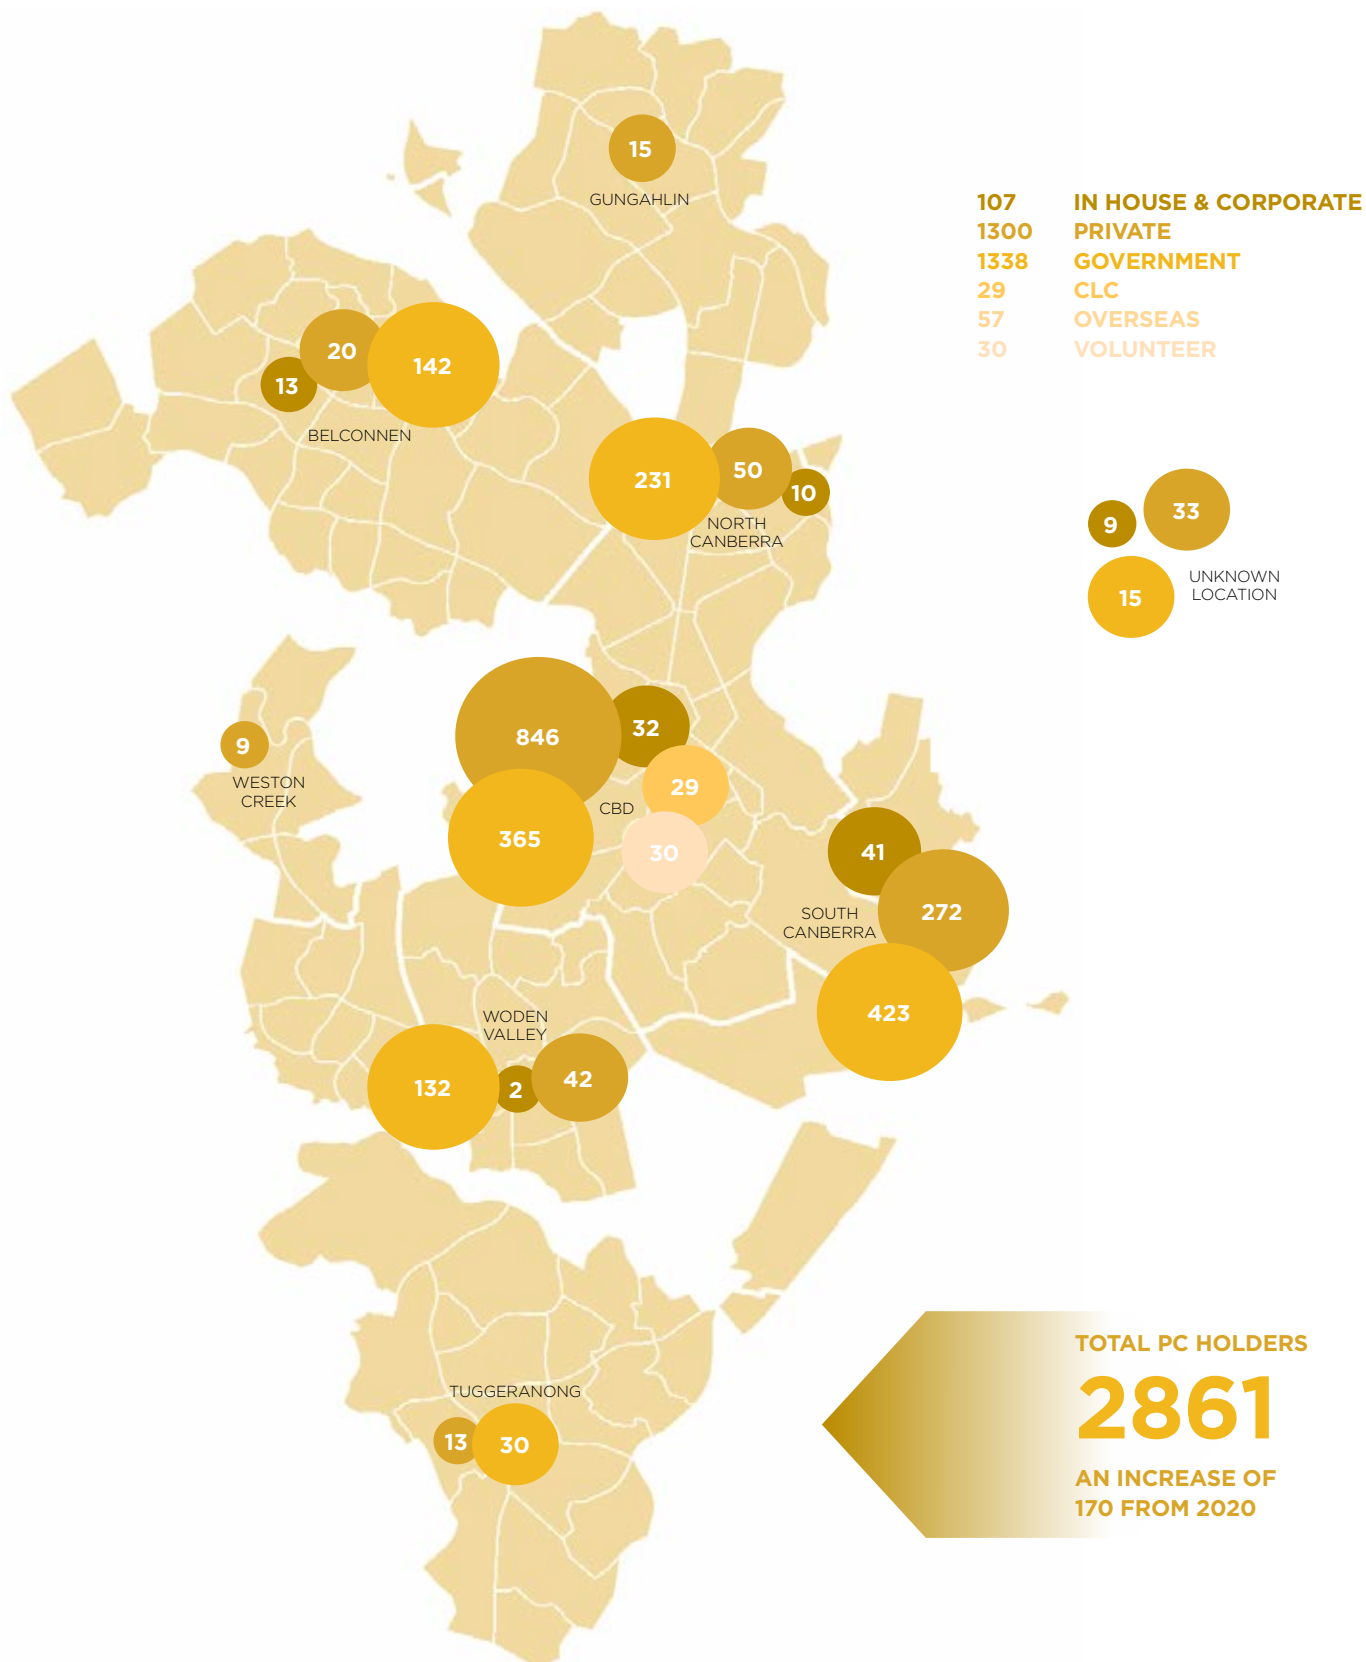 15
GUNGAHLIN
107 IN HOUSE & CORPORATE
1300 PRIVATE
1338 GOVERNMENT
29 CLC
57 OVERSEAS
30 VOLUNTEER
13
20
142
BELCONNEN
231
50
10
NORTH
CANBERRA
9
33
15
UNKNOWN
LOCATION
9
WESTON
CREEK
846
32
29
CBD
365
30
41
272
SOUTH
CANBERRA
423
WODEN
VALLEY
132
2
42
TUGGERANONG
13
30
TOTAL PC HOLDERS
2861
AN INCREASE OF
170 FROM 2020